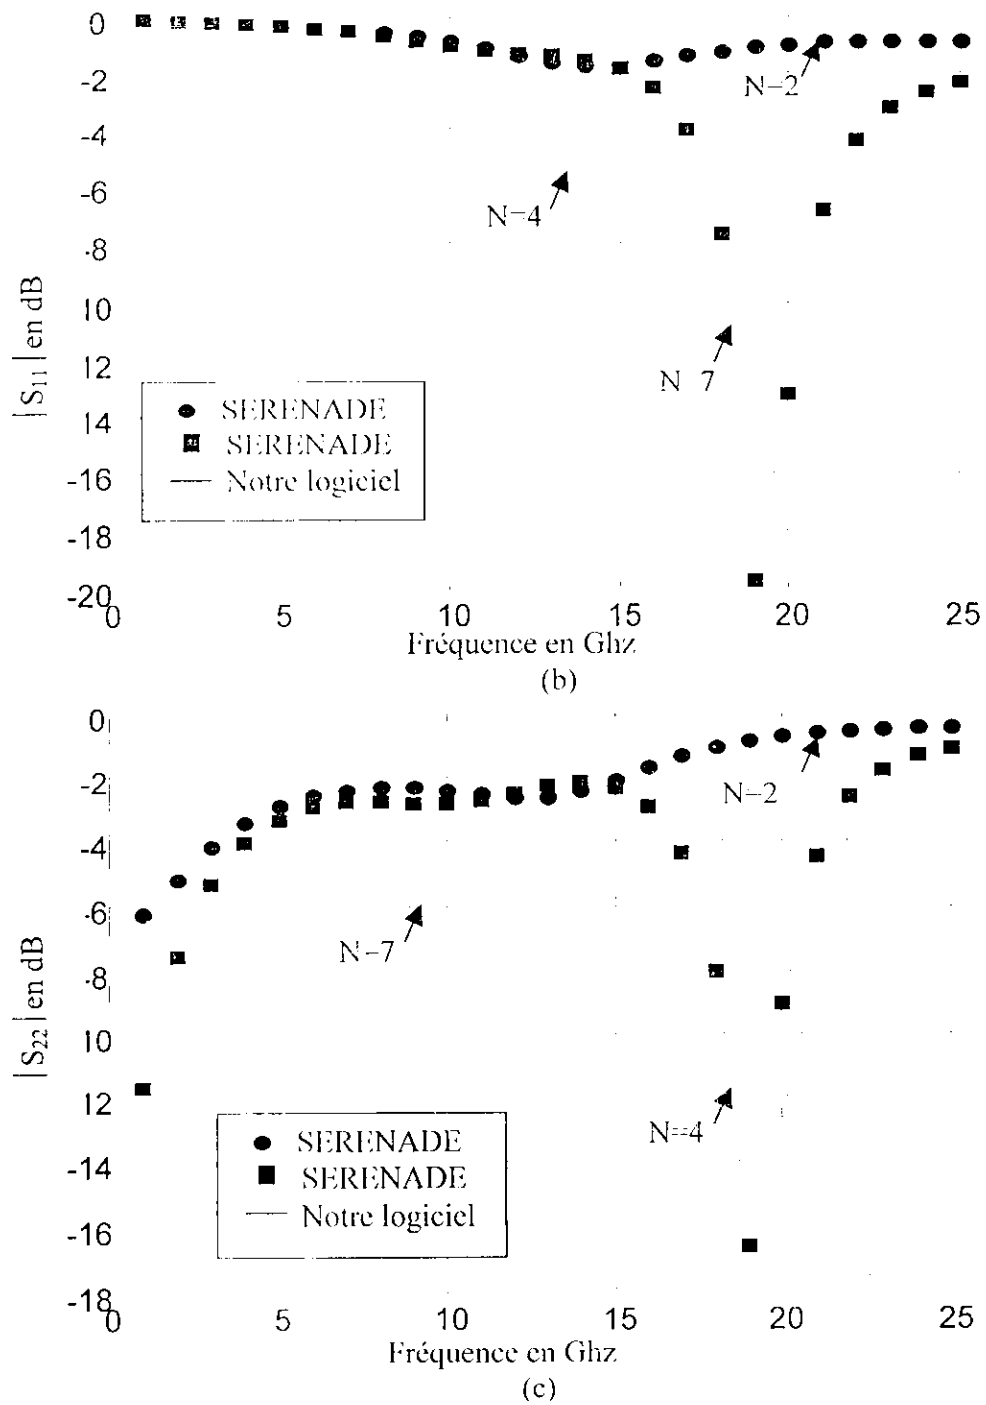 0
-2
-4
-6
-8
10
12
14
-16
-18
-20
|S11| en dB
N=2
N=4
N 7
SERENADE
SERENADE
Notre logiciel
0 5 10 15 20 25
Fréquence en Ghz
(b)
0
-2
-4
-6
-8
10
12
-14
-16
-18
|S22| en dB
N=2
N=7
N=4
SERENADE
SERENADE
Notre logiciel
0 5 10 15 20 25
Fréquence en Ghz
(c)